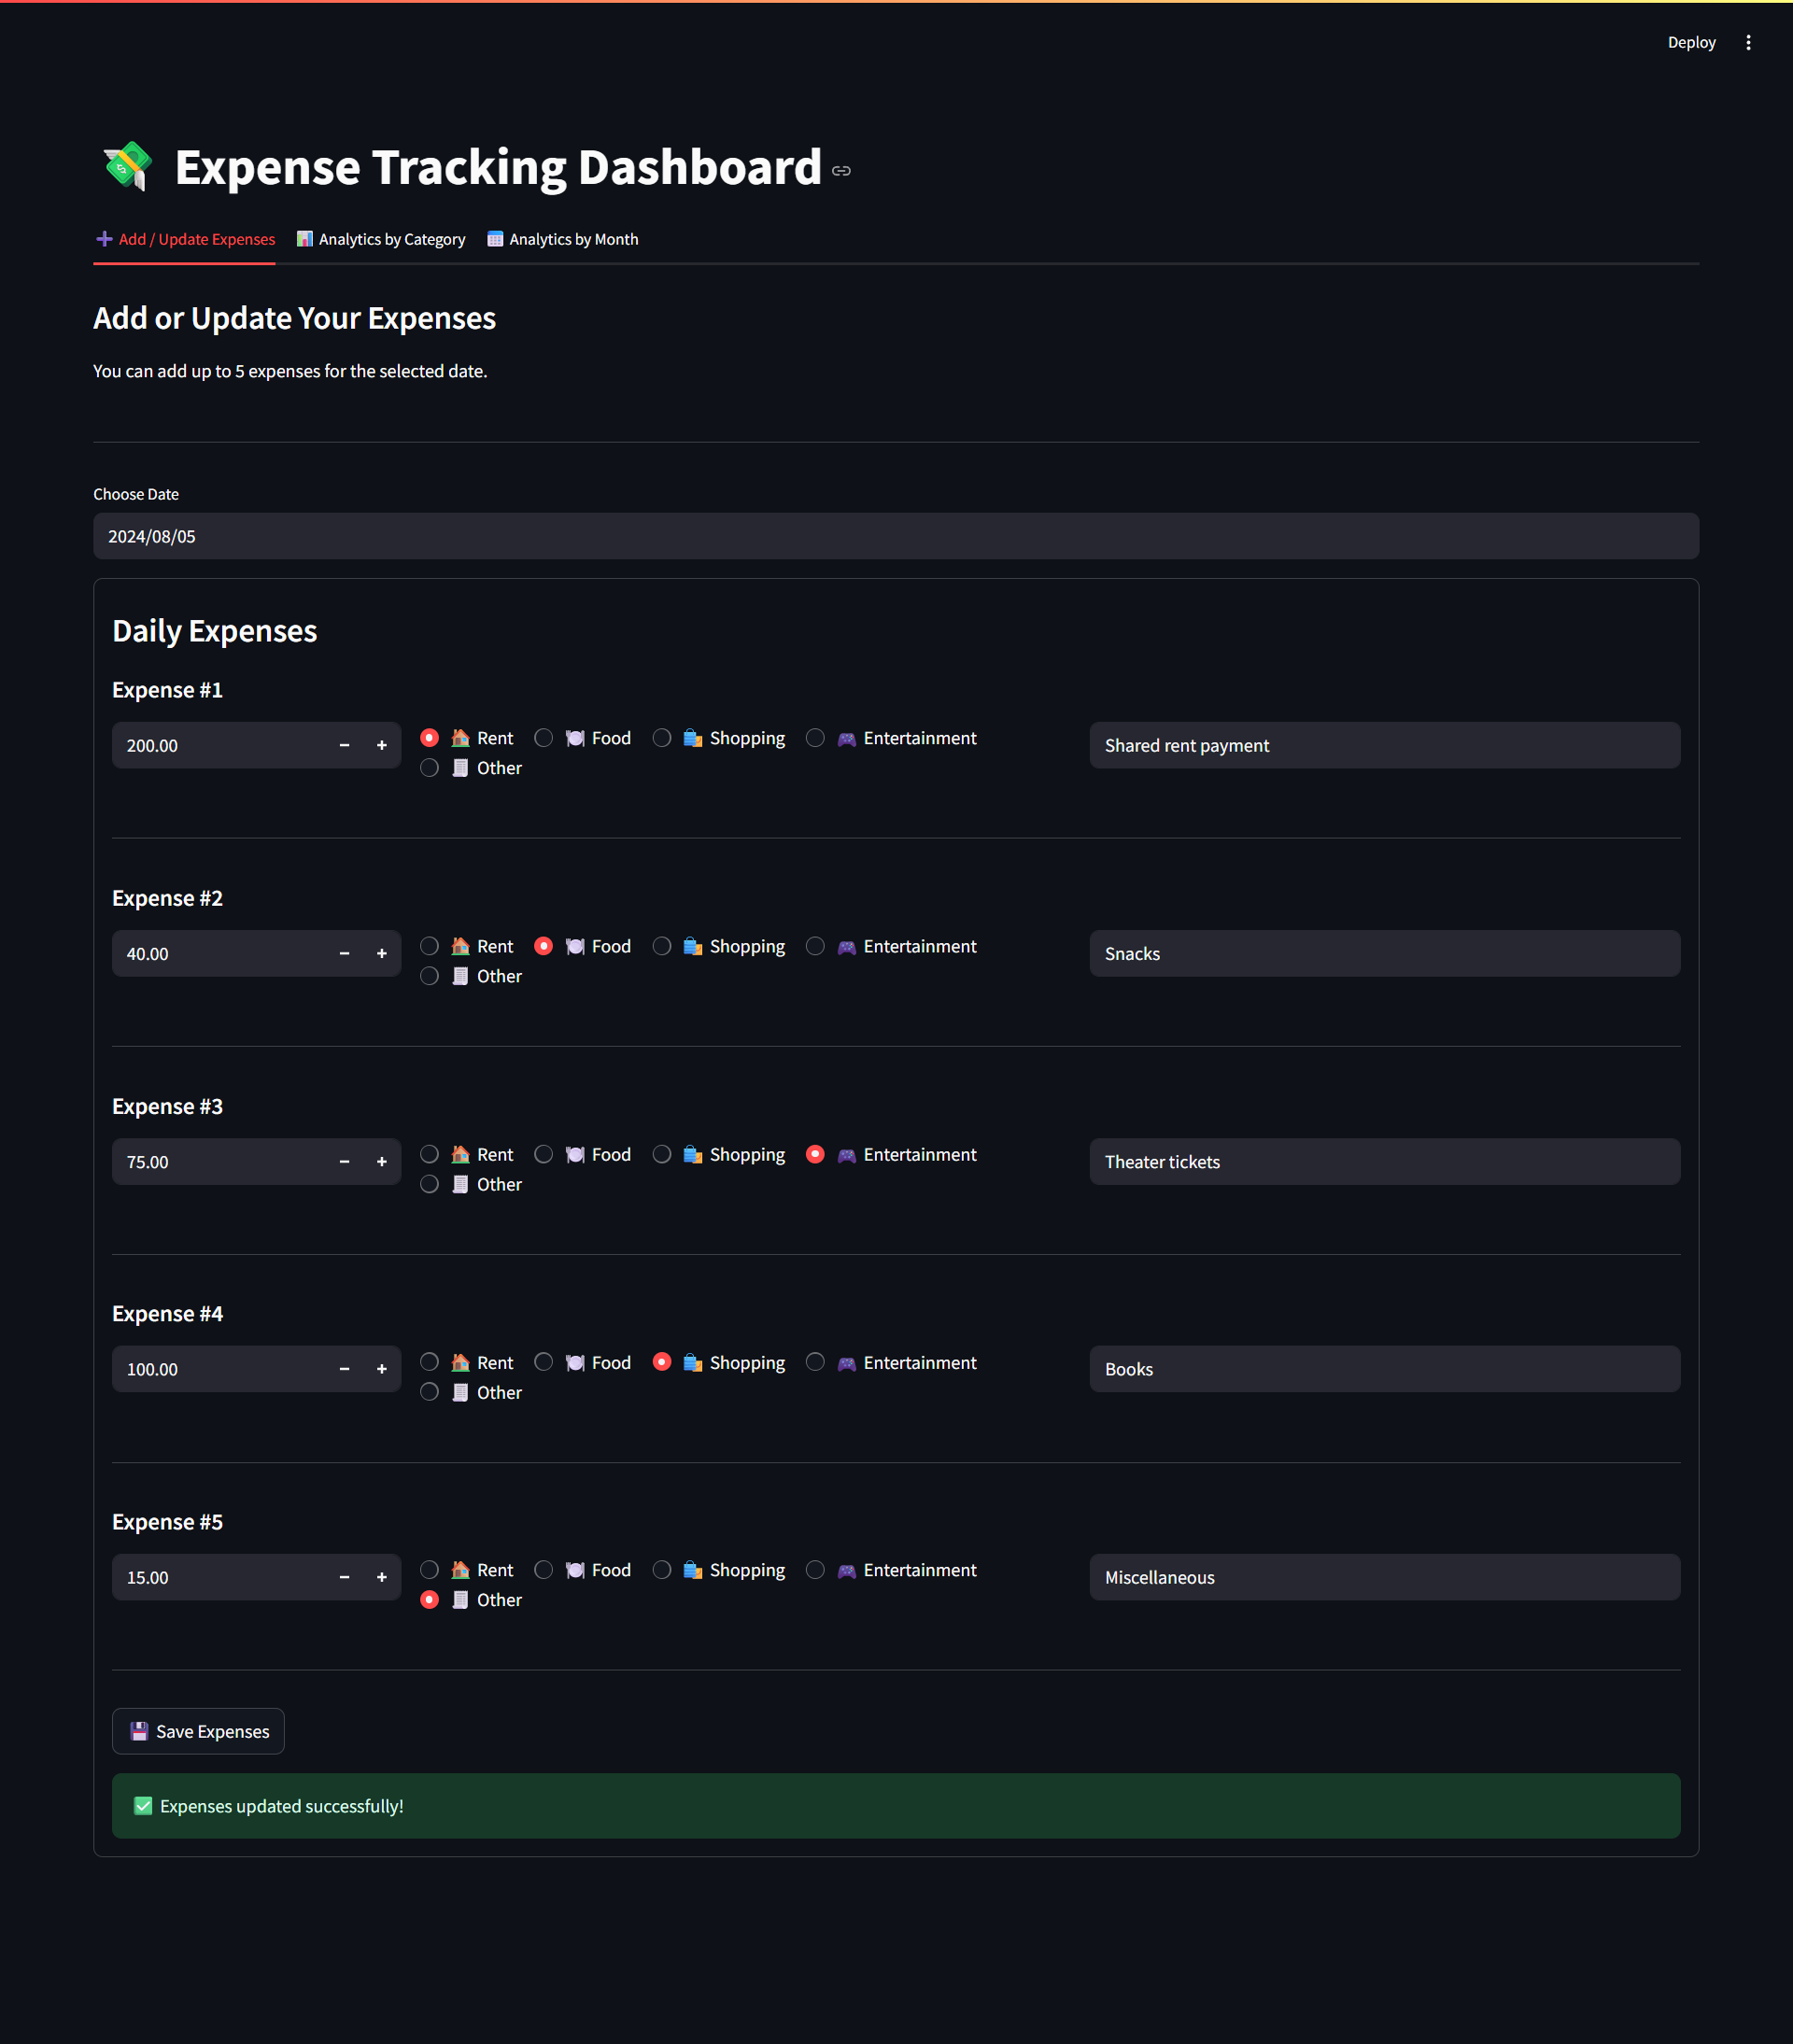 Deploy
Expense Tracking Dashboard
Add / Update Expenses Analytics by Category Analytics by Month
Add or Update Your Expenses
You can add up to 5 expenses for the selected date.
Choose Date
2024/08/05
Daily Expenses
Expense #1
200.00 − + Rent Food Shopping Entertainment Shared rent payment
Other
Expense #2
40.00 − + Rent Food Shopping Entertainment Snacks
Other
Expense #3
75.00 − + Rent Food Shopping Entertainment Theater tickets
Other
Expense #4
100.00 − + Rent Food Shopping Entertainment Books
Other
Expense #5
15.00 − + Rent Food Shopping Entertainment Miscellaneous
Other
Save Expenses
Expenses updated successfully!